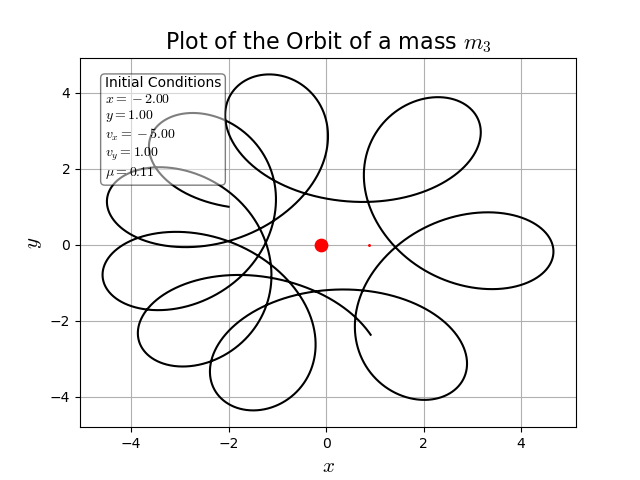 Plot of the Orbit of a mass m₃
Initial Conditions
x = −2.00
y = 1.00
vₓ = −5.00
v_y = 1.00
μ = 0.11
4
2
0
−2
−4
y
−4
−2
0
2
4
x